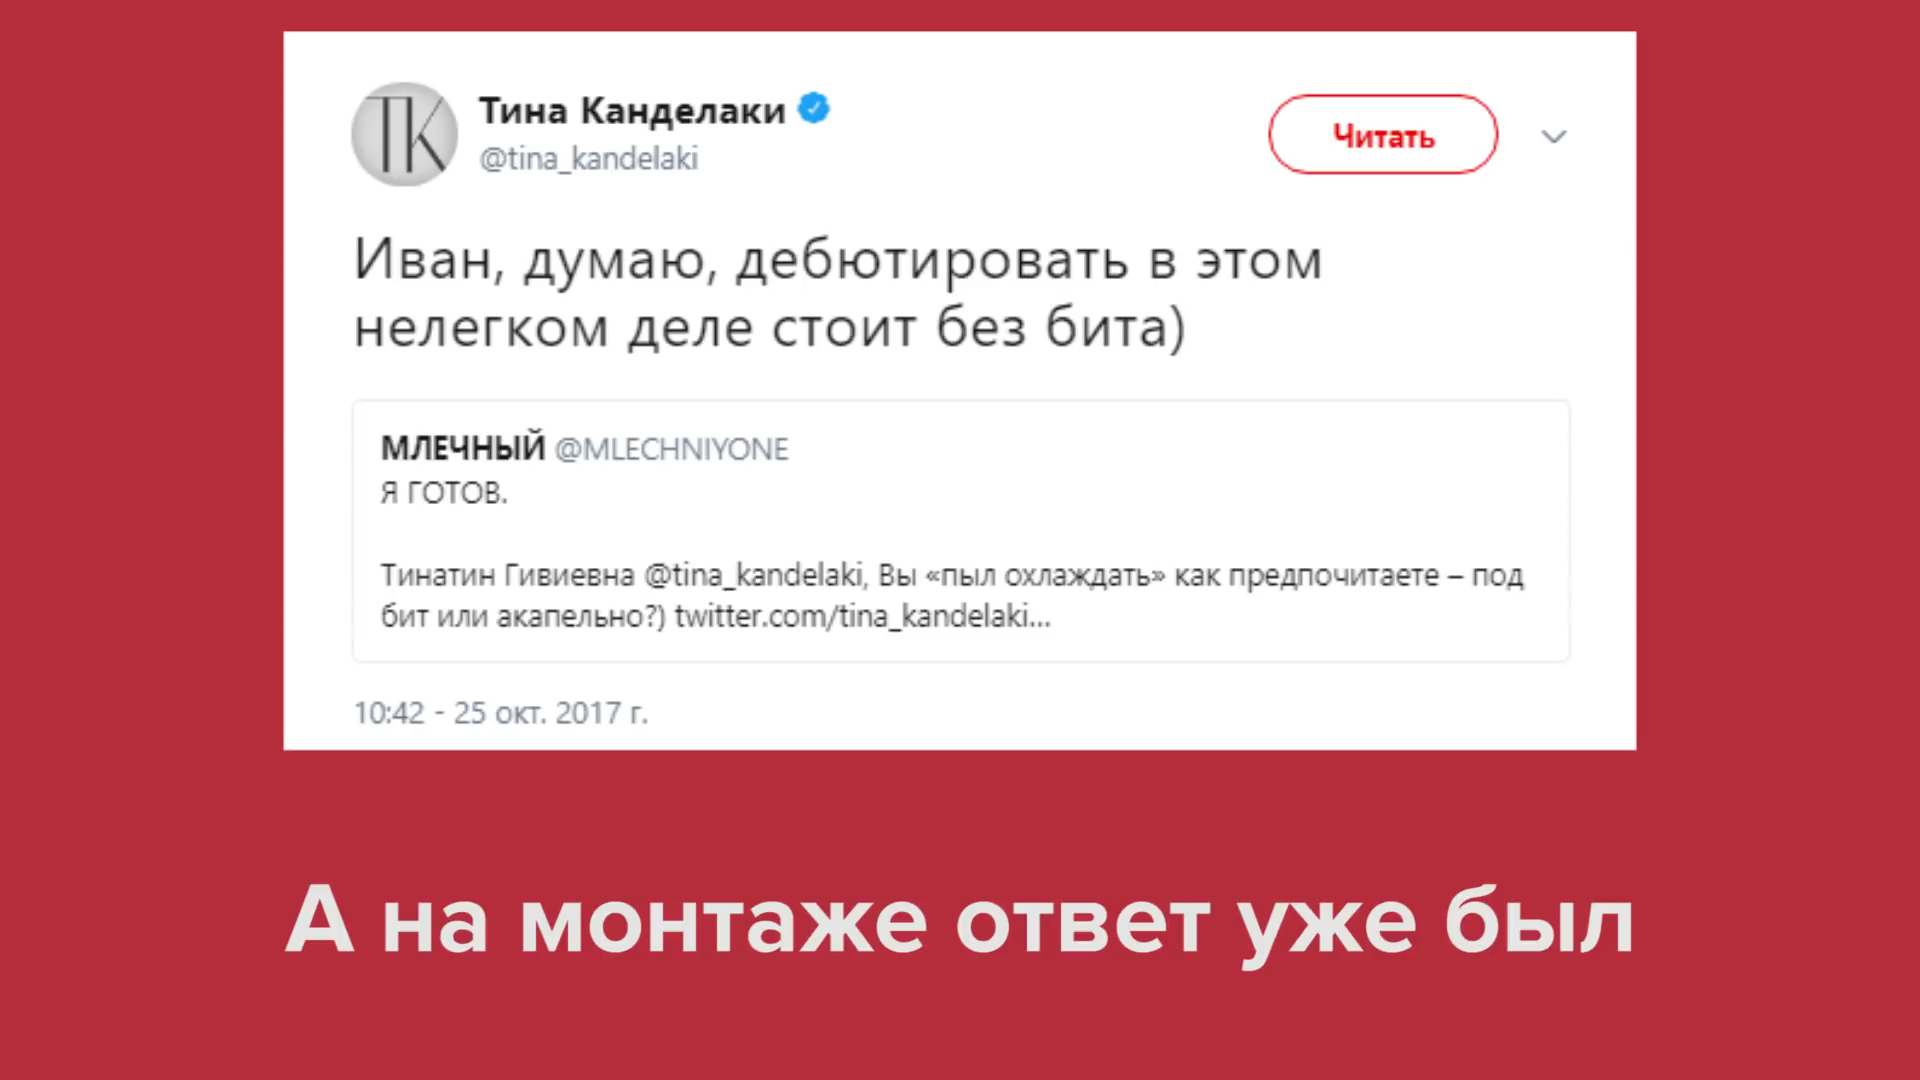 TK
Тина Канделаки
@tina_kandelaki
Читать
Иван, думаю, дебютировать в этом
нелегком деле стоит без бита)
МЛЕЧНЫЙ @MLECHNIYONE
Я ГОТОВ.
Тинатин Гивиевна @tina_kandelaki, Вы «пыл охлаждать» как предпочитаете – под
бит или акапельно?) twitter.com/tina_kandelaki...
10:42 - 25 окт. 2017 г.
А на монтаже ответ уже был